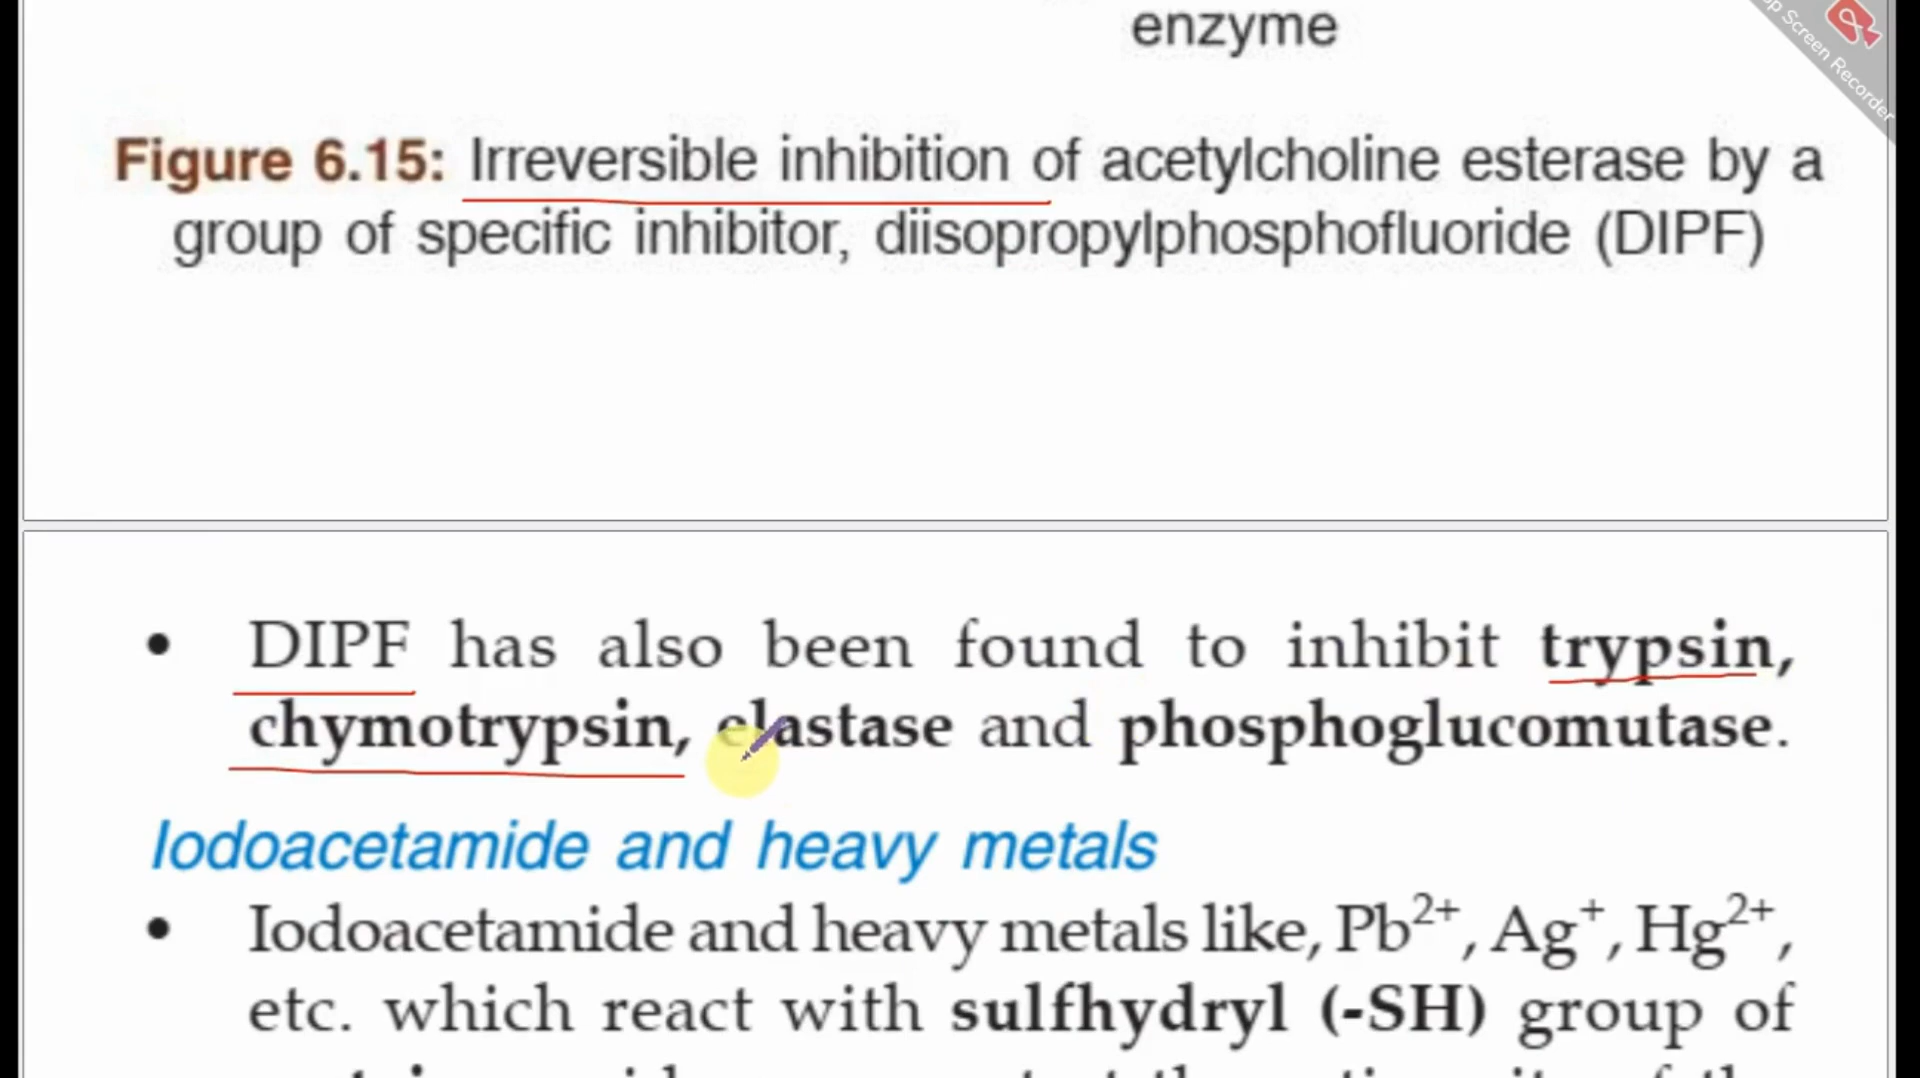 enzyme
Screen Recorder
Figure 6.15: Irreversible inhibition of acetylcholine esterase by a
group of specific inhibitor, diisopropylphosphofluoride (DIPF)
• DIPF has also been found to inhibit trypsin,
chymotrypsin, elastase and phosphoglucomutase.
Iodoacetamide and heavy metals
• Iodoacetamide and heavy metals like, Pb²⁺, Ag⁺, Hg²⁺,
etc. which react with sulfhydryl (-SH) group of